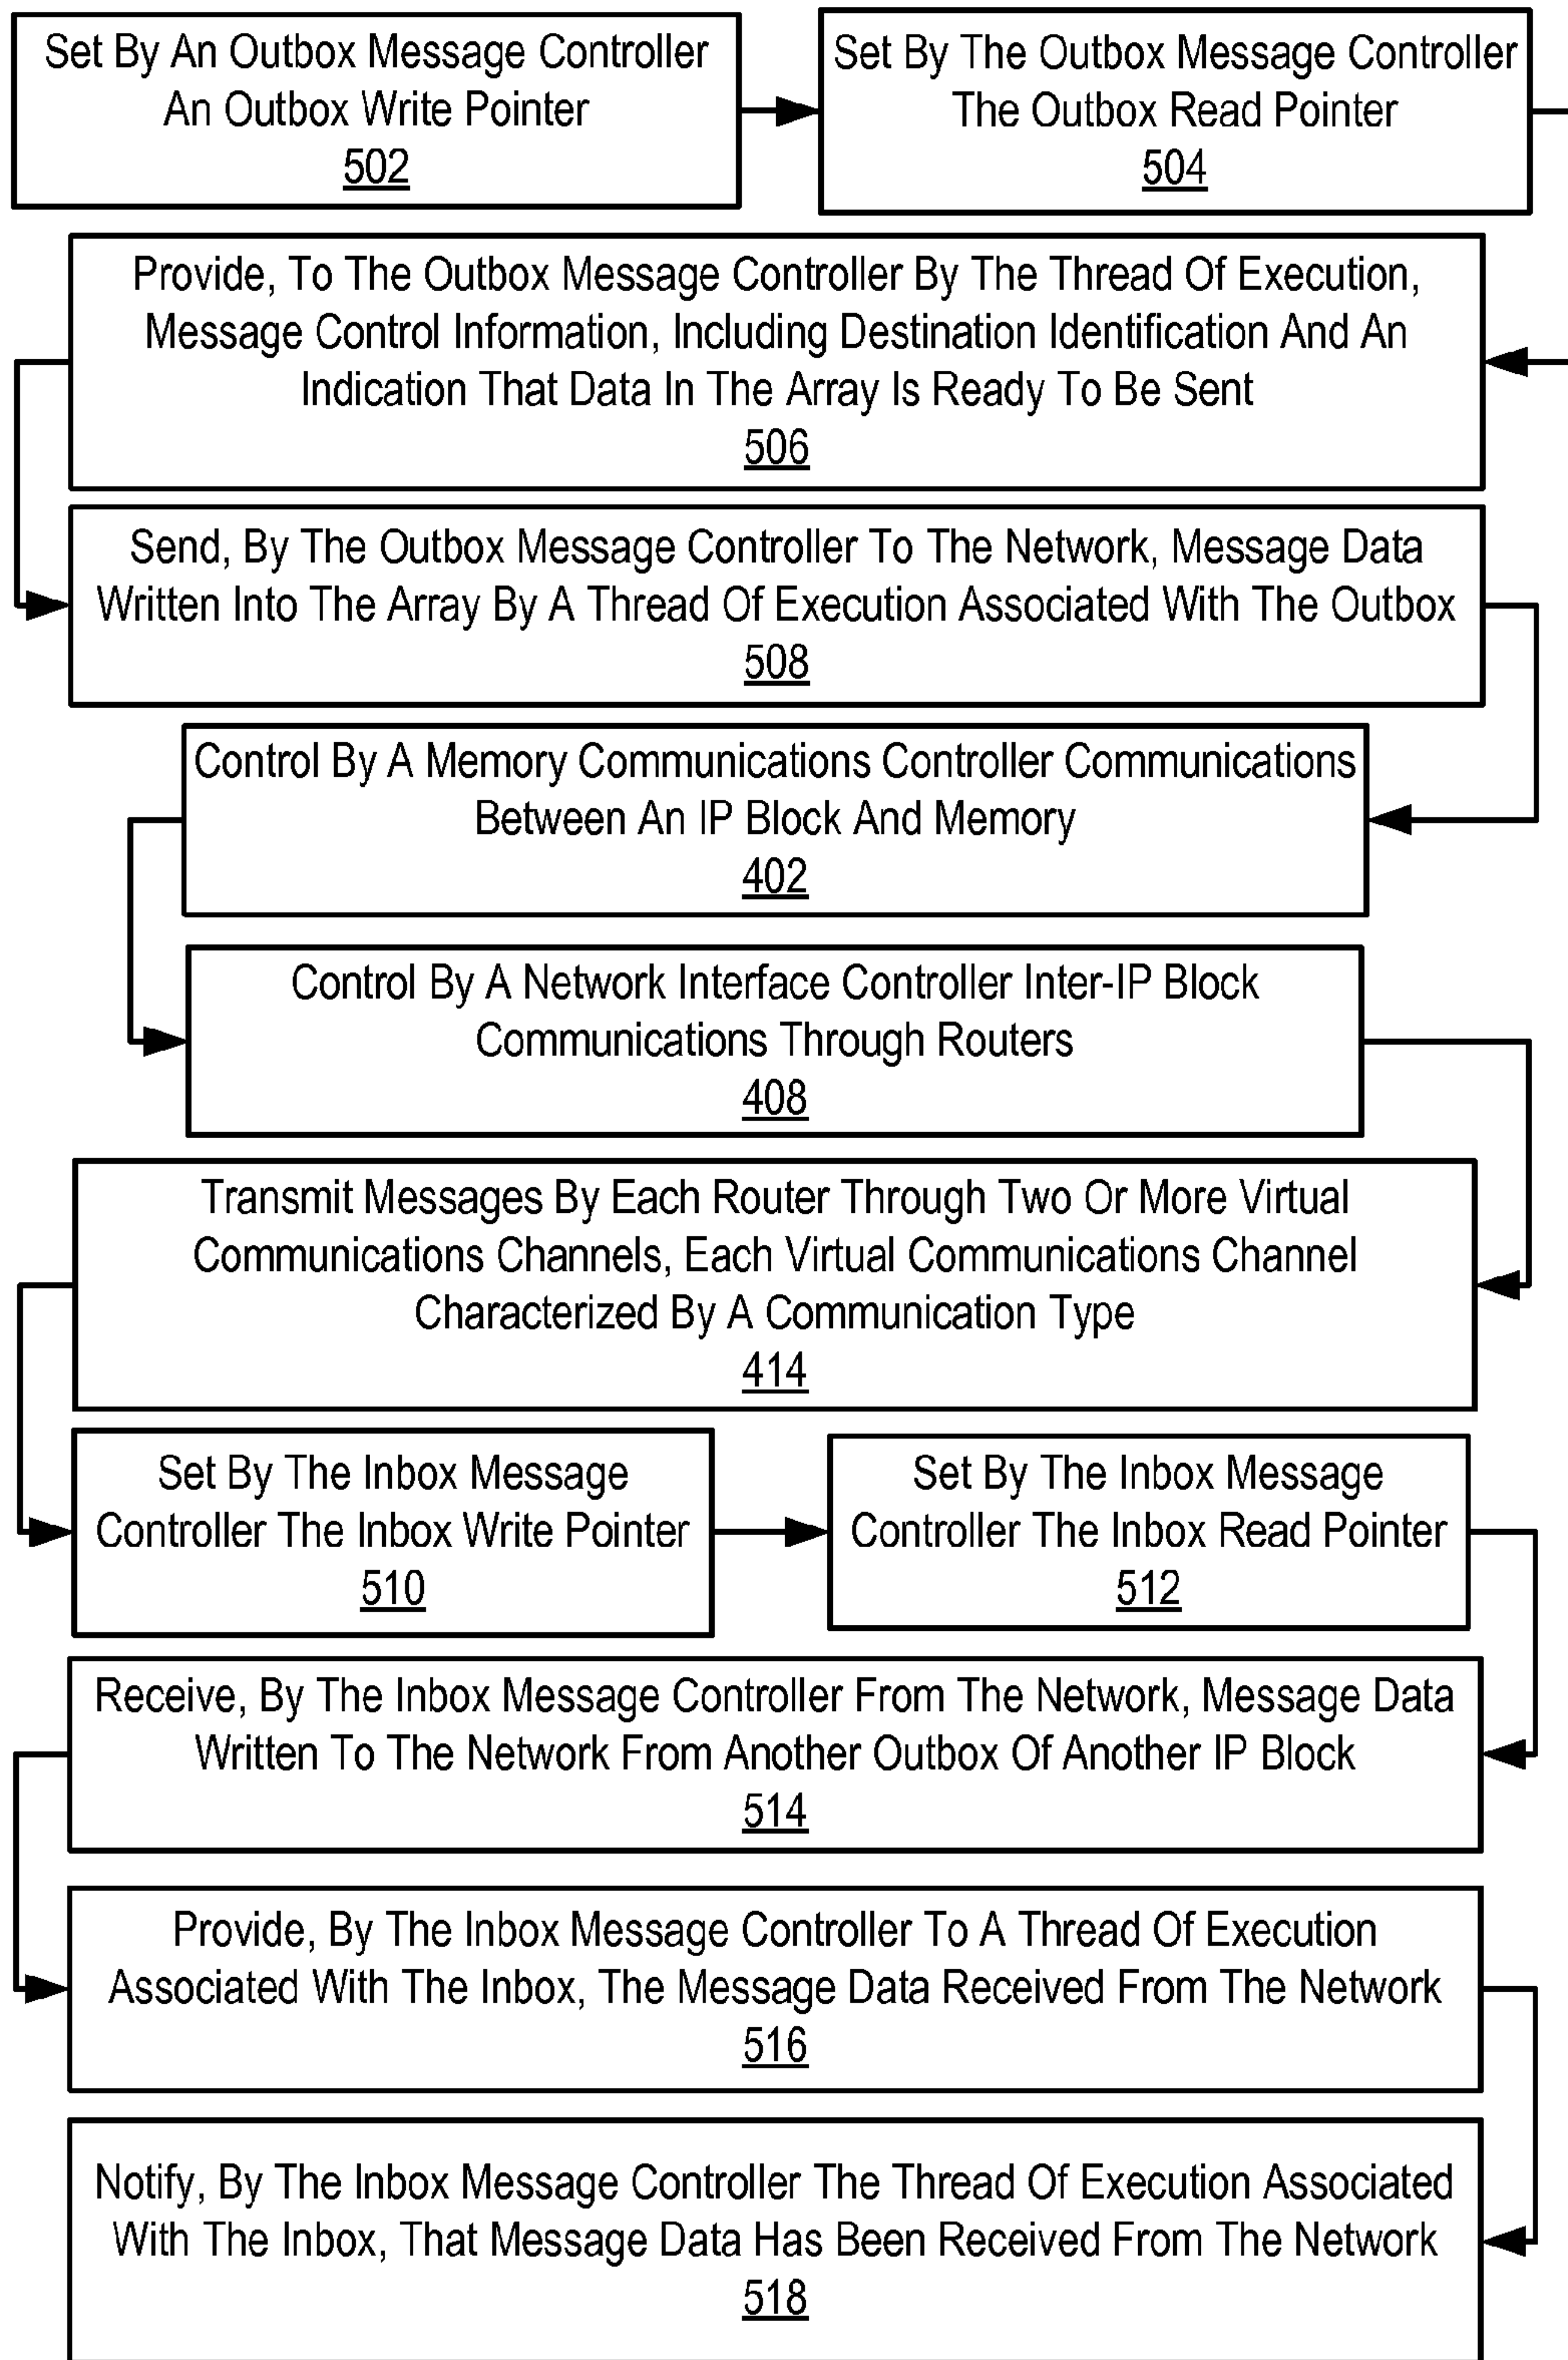 Set By An Outbox Message Controller
An Outbox Write Pointer
502
Set By The Outbox Message Controller
The Outbox Read Pointer
504
Provide, To The Outbox Message Controller By The Thread Of Execution,
Message Control Information, Including Destination Identification And An
Indication That Data In The Array Is Ready To Be Sent
506
Send, By The Outbox Message Controller To The Network, Message Data
Written Into The Array By A Thread Of Execution Associated With The Outbox
508
Control By A Memory Communications Controller Communications
Between An IP Block And Memory
402
Control By A Network Interface Controller Inter-IP Block
Communications Through Routers
408
Transmit Messages By Each Router Through Two Or More Virtual
Communications Channels, Each Virtual Communications Channel
Characterized By A Communication Type
414
Set By The Inbox Message
Controller The Inbox Write Pointer
510
Set By The Inbox Message
Controller The Inbox Read Pointer
512
Receive, By The Inbox Message Controller From The Network, Message Data
Written To The Network From Another Outbox Of Another IP Block
514
Provide, By The Inbox Message Controller To A Thread Of Execution
Associated With The Inbox, The Message Data Received From The Network
516
Notify, By The Inbox Message Controller The Thread Of Execution Associated
With The Inbox, That Message Data Has Been Received From The Network
518